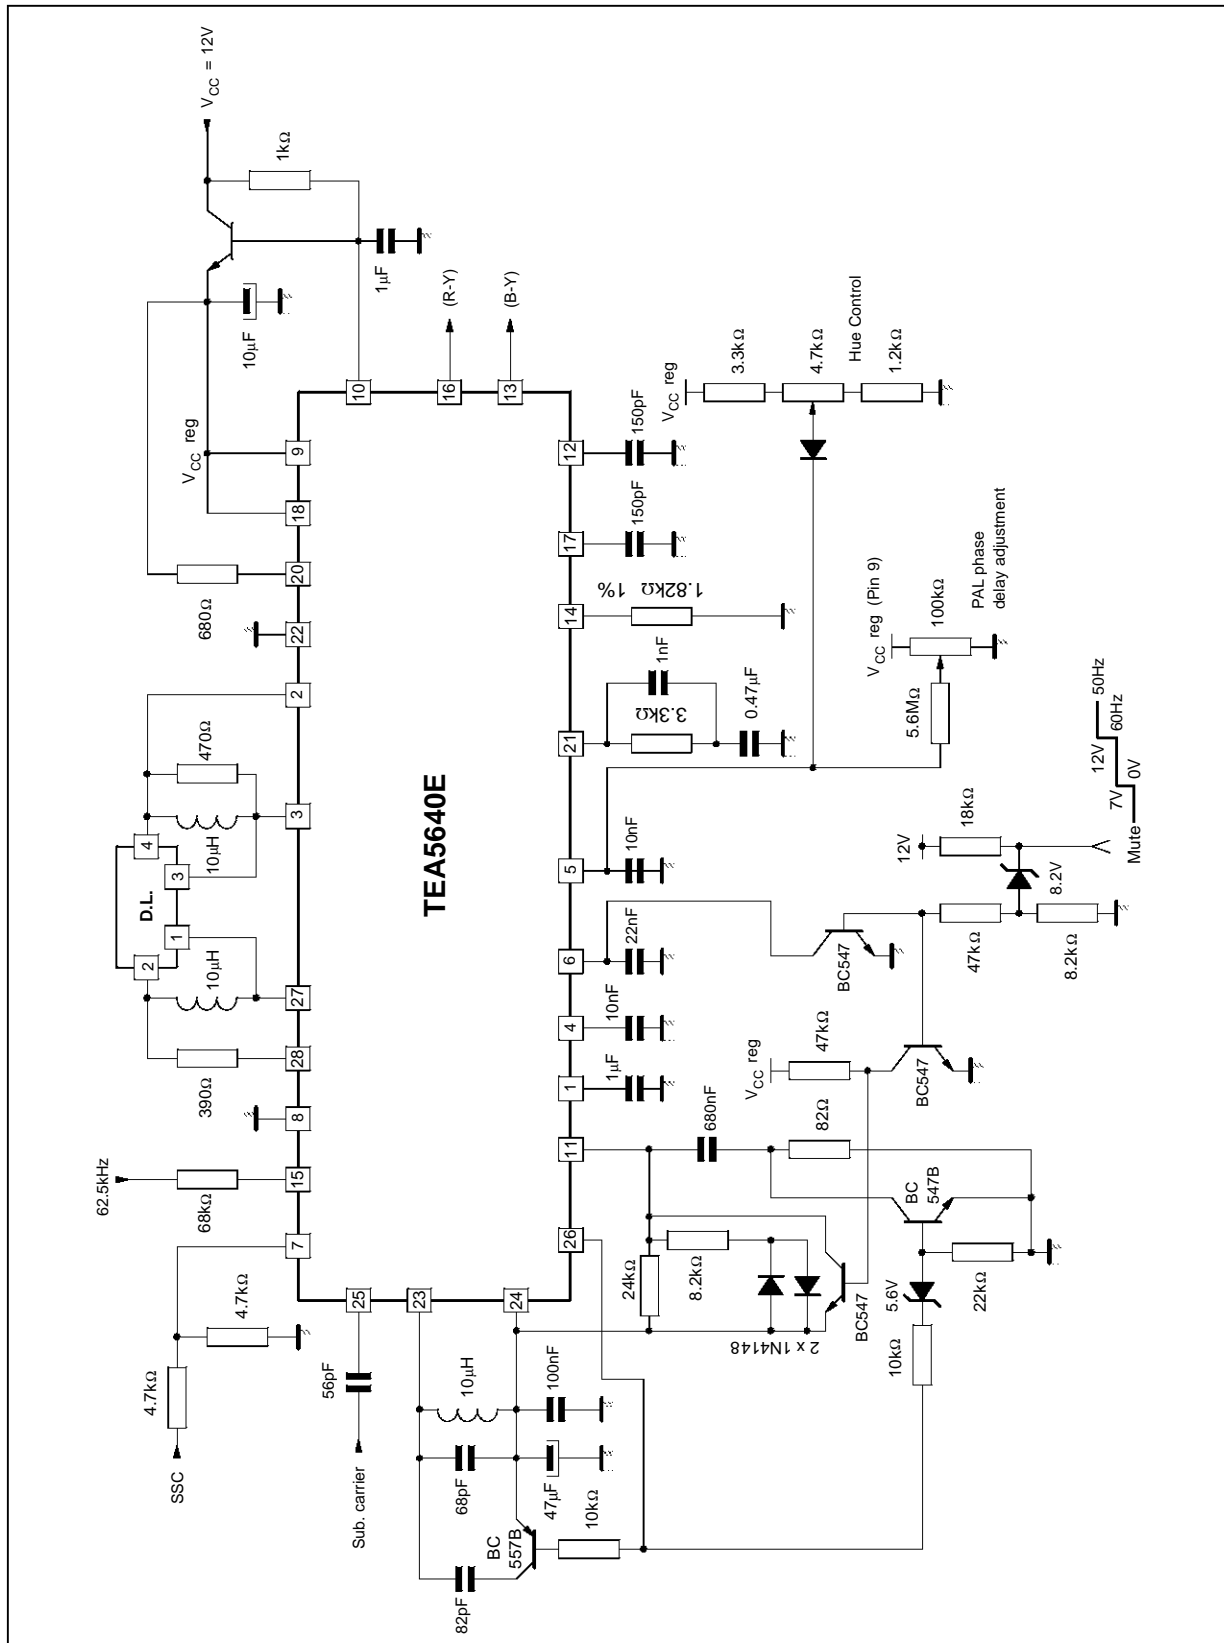 V CC = 12V
1kΩ
1µF
10µF
V CC reg
(R-Y)
(B-Y)
10
16
13
9
18
20
22
2
3
27
28
8
15
7
680Ω
470Ω
10µH
4
3
D.L.
1
2
10µH
390Ω
62.5kHz
68kΩ
4.7kΩ
4.7kΩ
SSC
TEA5640E
12
17
14
21
5
6
4
1
11
26
25
23
24
150pF
150pF
1.82kΩ 1%
1nF
3.3kΩ
0.47µF
10nF
22nF
10nF
1µF
V CC reg
3.3kΩ
4.7kΩ
1.2kΩ
Hue Control
V CC reg (Pin 9)
100kΩ
PAL phase
delay adjustment
5.6MΩ
50Hz
60Hz
12V
7V
0V
Mute
12V
18kΩ
8.2V
47kΩ
8.2kΩ
BC547
BC547
V CC reg
47kΩ
680nF
82Ω
BC
547B
22kΩ
5.6V
10kΩ
24kΩ
8.2kΩ
2 x 1N4148
BC547
56pF
Sub. carrier
10µH
100nF
68pF
47µF
82pF
BC
557B
10kΩ